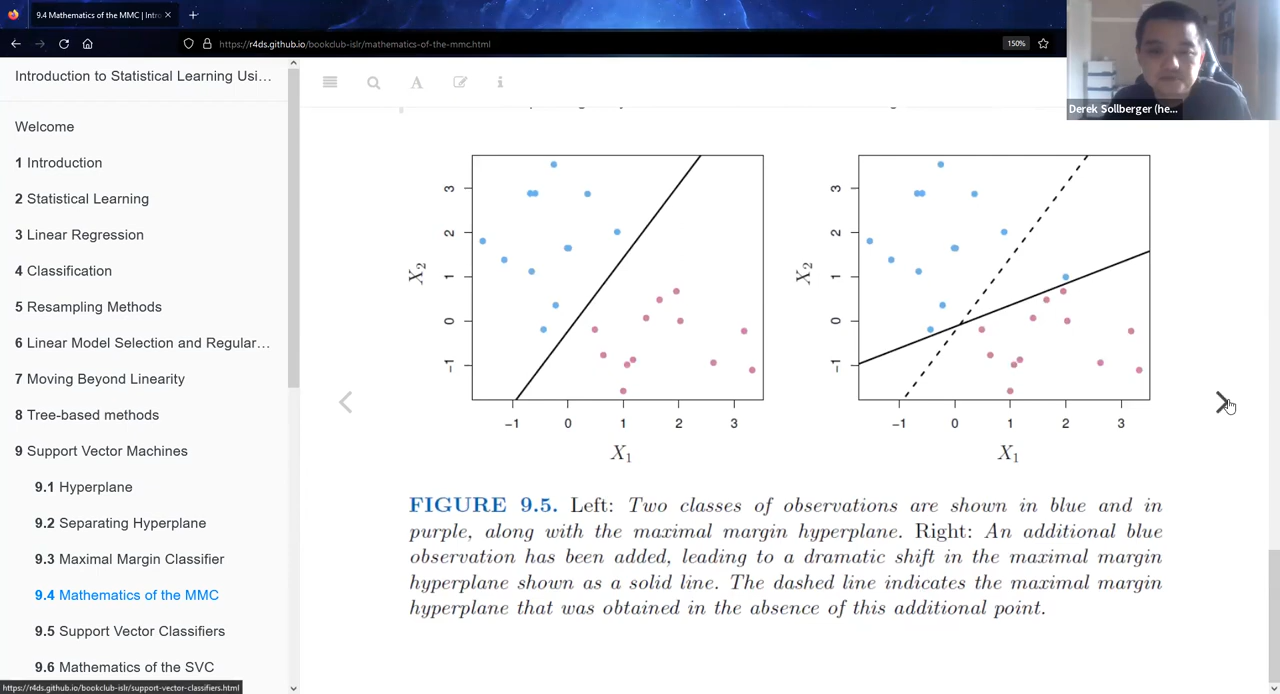 9.4 Mathematics of the MMC | Intro
https://r4ds.github.io/bookclub-islr/mathematics-of-the-mmc.html
150%
Derek Sollberger (he...
Introduction to Statistical Learning Usi...
Welcome
1 Introduction
2 Statistical Learning
3 Linear Regression
4 Classification
5 Resampling Methods
6 Linear Model Selection and Regular...
7 Moving Beyond Linearity
8 Tree-based methods
9 Support Vector Machines
9.1 Hyperplane
9.2 Separating Hyperplane
9.3 Maximal Margin Classifier
9.4 Mathematics of the MMC
9.5 Support Vector Classifiers
9.6 Mathematics of the SVC
https://r4ds.github.io/bookclub-islr/support-vector-classifiers.html
3
2
1
0
−1
X2
−1 0 1 2 3
X1
3
2
1
0
−1
X2
−1 0 1 2 3
X1
FIGURE 9.5. Left: Two classes of observations are shown in blue and in
purple, along with the maximal margin hyperplane. Right: An additional blue
observation has been added, leading to a dramatic shift in the maximal margin
hyperplane shown as a solid line. The dashed line indicates the maximal margin
hyperplane that was obtained in the absence of this additional point.